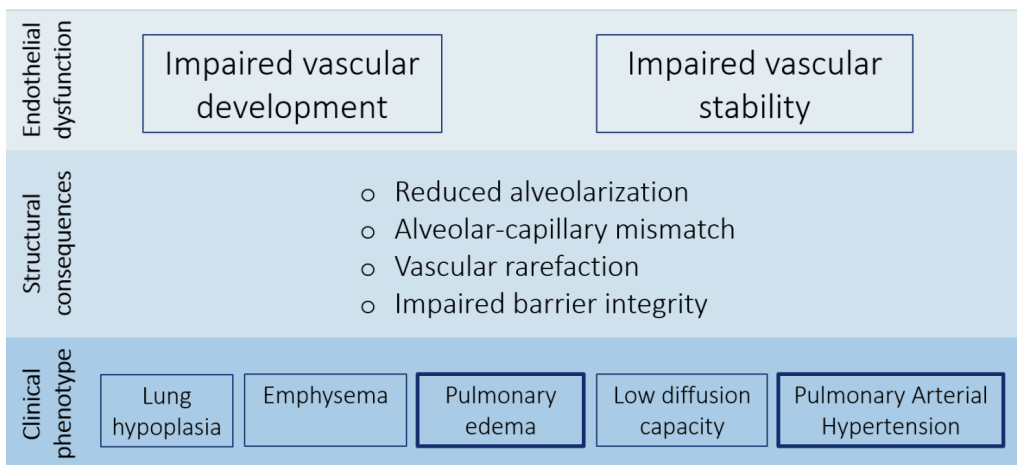 Endothelial
dysfunction
Impaired vascular
development
Impaired vascular
stability
Structural
consequences
o Reduced alveolarization
o Alveolar-capillary mismatch
o Vascular rarefaction
o Impaired barrier integrity
Clinical
phenotype
Lung
hypoplasia
Emphysema
Pulmonary
edema
Low diffusion
capacity
Pulmonary Arterial
Hypertension